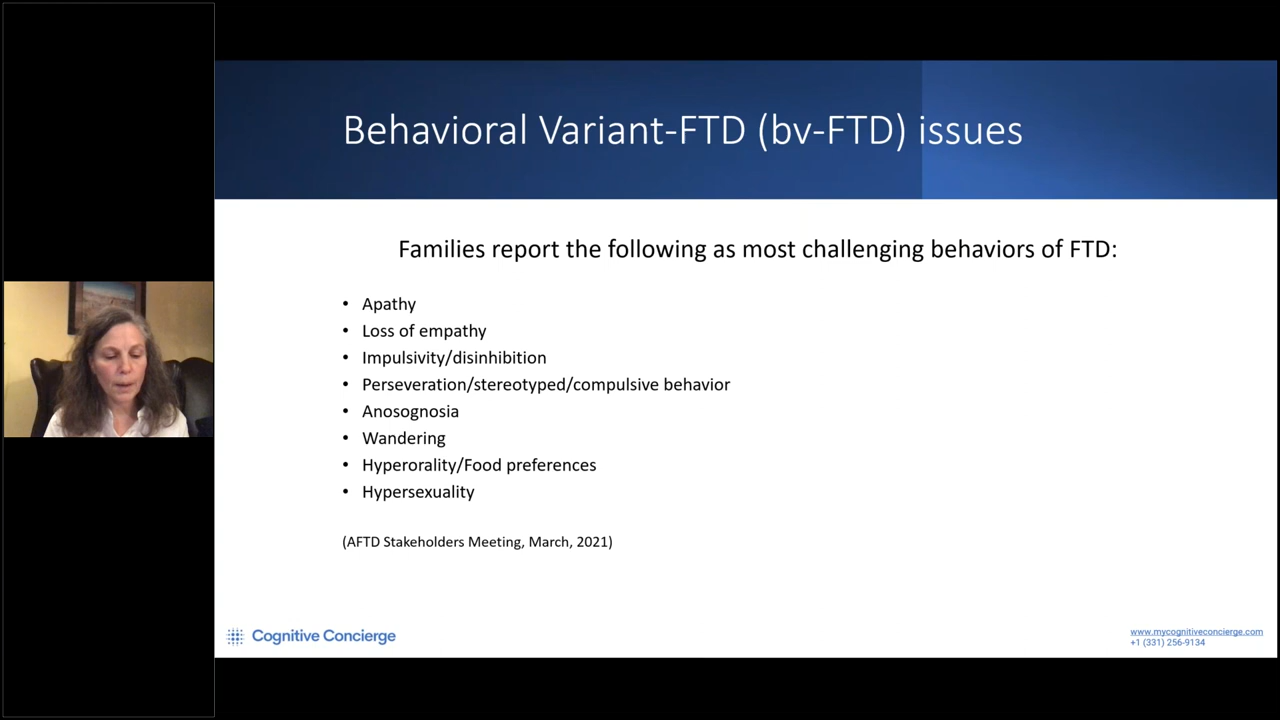 Behavioral Variant-FTD (bv-FTD) issues
Families report the following as most challenging behaviors of FTD:
• Apathy
• Loss of empathy
• Impulsivity/disinhibition
• Perseveration/stereotyped/compulsive behavior
• Anosognosia
• Wandering
• Hyperorality/Food preferences
• Hypersexuality
(AFTD Stakeholders Meeting, March, 2021)
Cognitive Concierge
www.mycognitiveconcierge.com
+1 (331) 256-9134